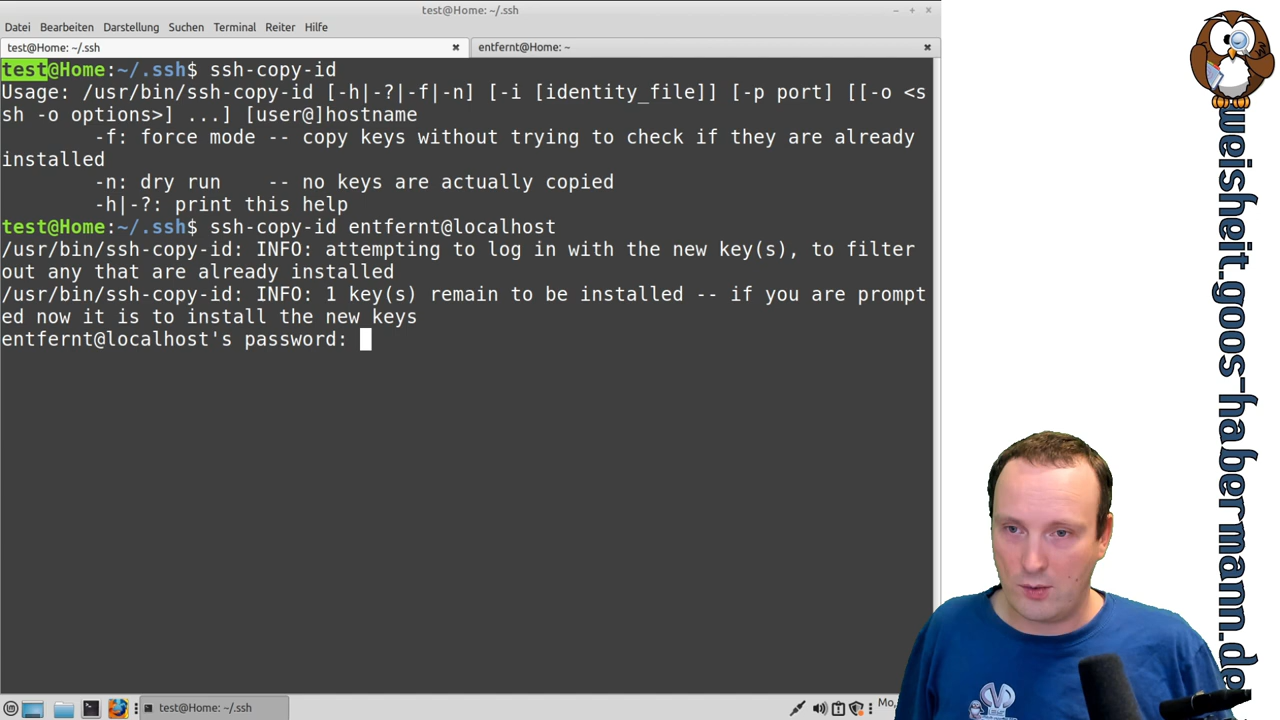 test@Home: ~/.ssh
Datei Bearbeiten Darstellung Suchen Terminal Reiter Hilfe
test@Home: ~/.ssh
entfernt@Home: ~
test@Home:~/.ssh$ ssh-copy-id
Usage: /usr/bin/ssh-copy-id [-h|-?|-f|-n] [-i [identity_file]] [-p port] [[-o <s
sh -o options>] ...] [user@]hostname
-f: force mode -- copy keys without trying to check if they are already
installed
-n: dry run    -- no keys are actually copied
-h|-?: print this help
test@Home:~/.ssh$ ssh-copy-id entfernt@localhost
/usr/bin/ssh-copy-id: INFO: attempting to log in with the new key(s), to filter
out any that are already installed
/usr/bin/ssh-copy-id: INFO: 1 key(s) remain to be installed -- if you are prompt
ed now it is to install the new keys
entfernt@localhost's password:
test@Home: ~/.ssh
Mo,
weisheit.goos-habermann.de